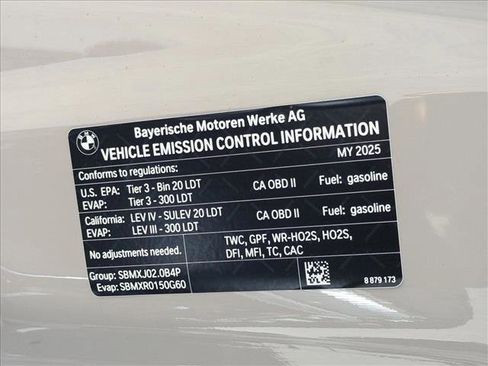 BMW
Bayerische Motoren Werke AG
VEHICLE EMISSION CONTROL INFORMATION
Conforms to regulations:
MY 2025
U.S. EPA: Tier 3 - Bin 20 LDT CA OBD II Fuel: gasoline
EVAP: Tier 3 - 300 LDT
California: LEV IV - SULEV 20 LDT CA OBD II Fuel: gasoline
EVAP: LEV III - 300 LDT
No adjustments needed.
TWC, GPF, WR-HO2S, HO2S,
DFI, MFI, TC, CAC
Group: SBMXJ02.0B4P
Evap: SBMXR0150G60
8 879 173